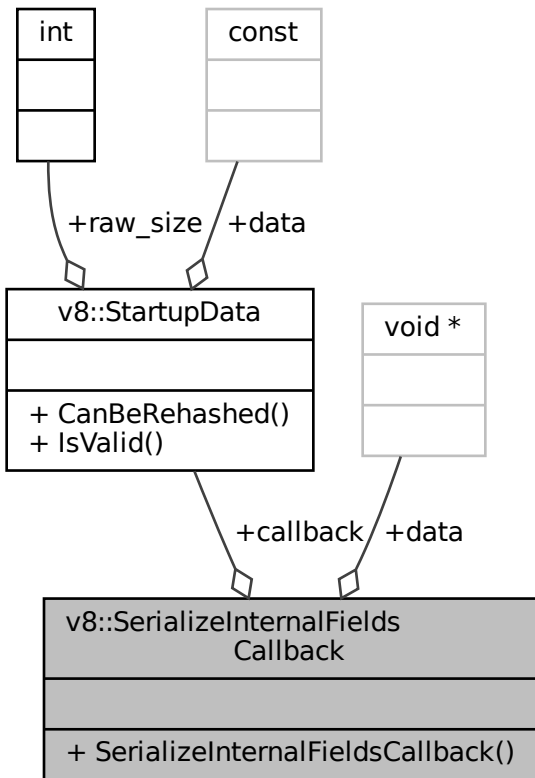 int
const
+raw_size
+data
v8::StartupData
+ CanBeRehashed()
+ IsValid()
void *
+callback
+data
v8::SerializeInternalFields
Callback
+ SerializeInternalFieldsCallback()